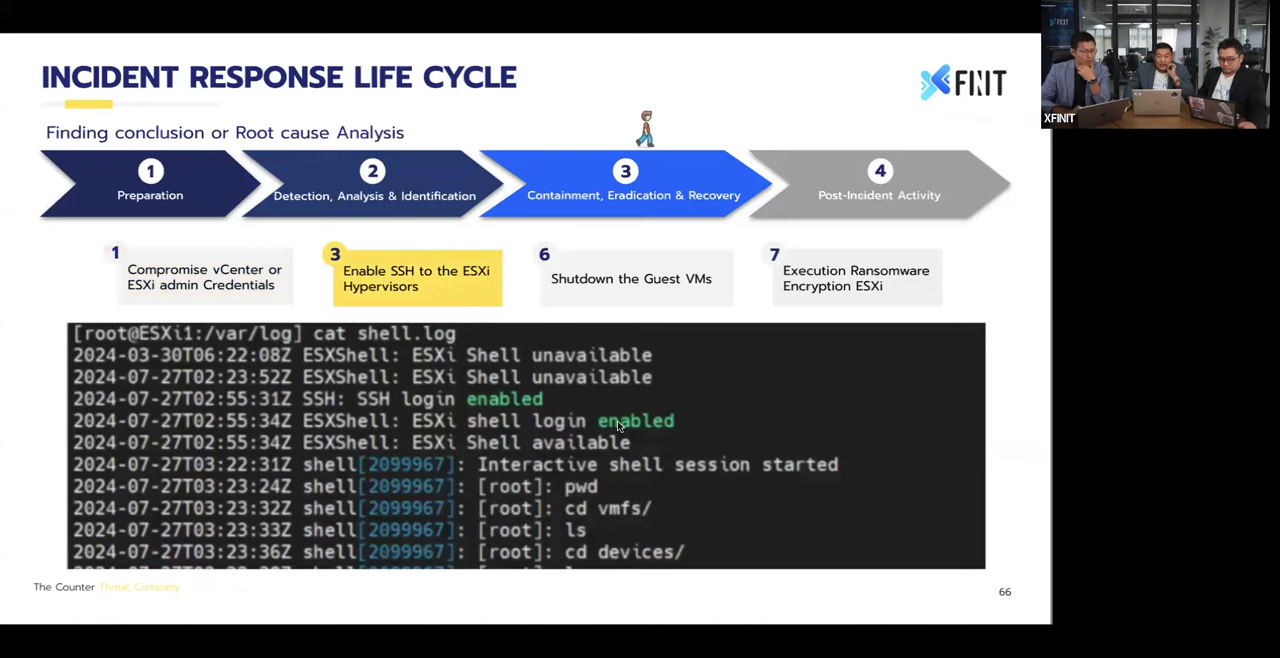 INCIDENT RESPONSE LIFE CYCLE
XFINIT
Finding conclusion or Root cause Analysis
1
Preparation
2
Detection, Analysis & Identification
3
Containment, Eradication & Recovery
4
Post-Incident Activity
1
Compromise vCenter or
ESXi admin Credentials
3
Enable SSH to the ESXi
Hypervisors
6
Shutdown the Guest VMs
7
Execution Ransomware
Encryption ESXi
[root@ESXi1:/var/log] cat shell.log
2024-03-30T06:22:08Z ESXShell: ESXi Shell unavailable
2024-07-27T02:23:52Z ESXShell: ESXi Shell unavailable
2024-07-27T02:55:31Z SSH: SSH login enabled
2024-07-27T02:55:34Z ESXShell: ESXi shell login enabled
2024-07-27T02:55:34Z ESXShell: ESXi Shell available
2024-07-27T03:22:31Z shell[2099967]: Interactive shell session started
2024-07-27T03:23:24Z shell[2099967]: [root]: pwd
2024-07-27T03:23:32Z shell[2099967]: [root]: cd vmfs/
2024-07-27T03:23:33Z shell[2099967]: [root]: ls
2024-07-27T03:23:36Z shell[2099967]: [root]: cd devices/
The Counter Threat Company
66
XFINIT